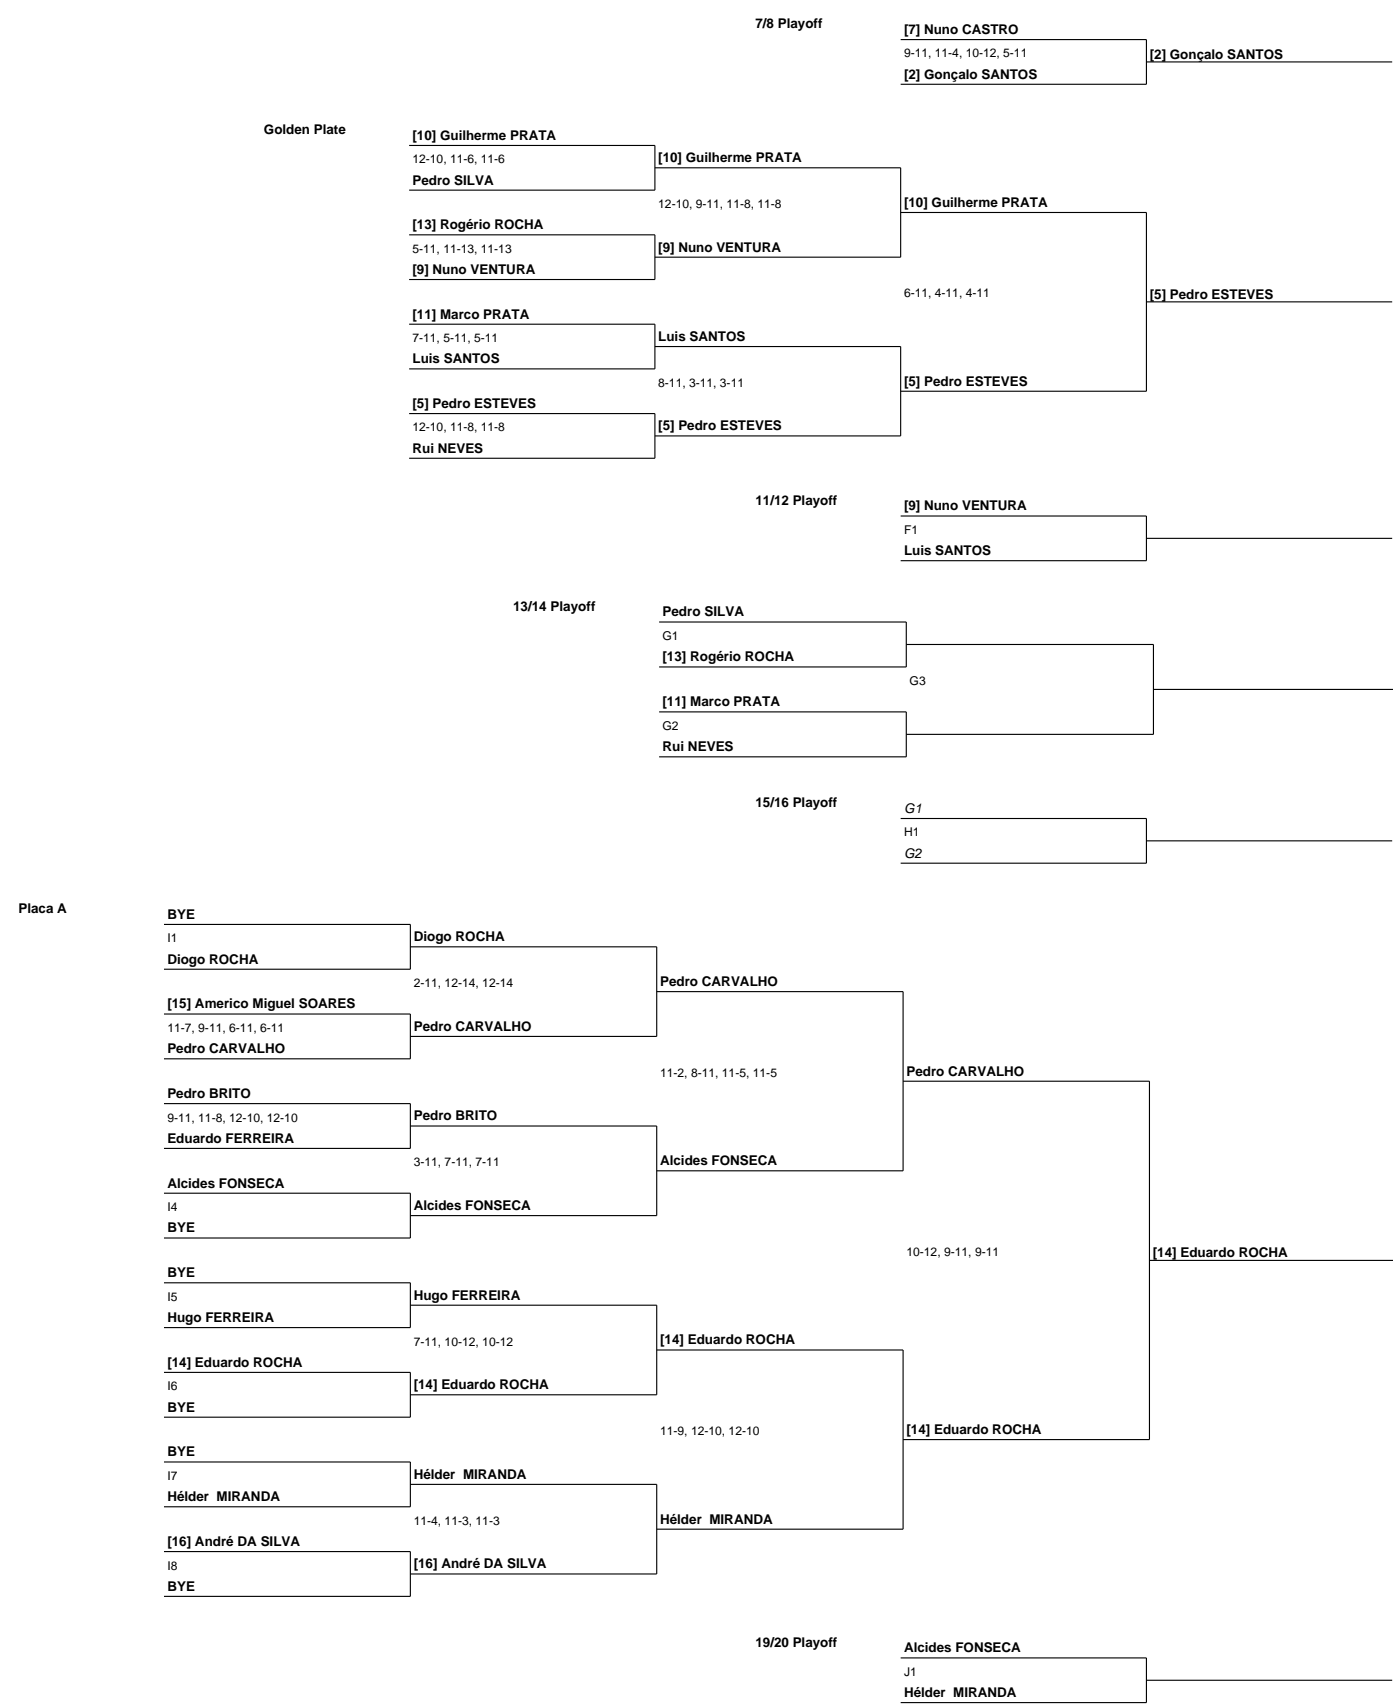 7/8 Playoff
[7] Nuno CASTRO
9-11, 11-4, 10-12, 5-11
[2] Gonçalo SANTOS
[2] Gonçalo SANTOS
Golden Plate
[10] Guilherme PRATA
12-10, 11-6, 11-6
[10] Guilherme PRATA
Pedro SILVA
12-10, 9-11, 11-8, 11-8
[10] Guilherme PRATA
[13] Rogério ROCHA
5-11, 11-13, 11-13
[9] Nuno VENTURA
[9] Nuno VENTURA
6-11, 4-11, 4-11
[5] Pedro ESTEVES
[11] Marco PRATA
7-11, 5-11, 5-11
Luis SANTOS
Luis SANTOS
8-11, 3-11, 3-11
[5] Pedro ESTEVES
[5] Pedro ESTEVES
12-10, 11-8, 11-8
[5] Pedro ESTEVES
Rui NEVES
11/12 Playoff
[9] Nuno VENTURA
F1
Luis SANTOS
13/14 Playoff
Pedro SILVA
G1
[13] Rogério ROCHA
G3
[11] Marco PRATA
G2
Rui NEVES
15/16 Playoff
G1
H1
G2
Placa A
BYE
I1
Diogo ROCHA
Diogo ROCHA
2-11, 12-14, 12-14
Pedro CARVALHO
[15] Americo Miguel SOARES
11-7, 9-11, 6-11, 6-11
Pedro CARVALHO
Pedro CARVALHO
11-2, 8-11, 11-5, 11-5
Pedro CARVALHO
Pedro BRITO
9-11, 11-8, 12-10, 12-10
Pedro BRITO
Eduardo FERREIRA
3-11, 7-11, 7-11
Alcides FONSECA
Alcides FONSECA
I4
Alcides FONSECA
BYE
10-12, 9-11, 9-11
[14] Eduardo ROCHA
BYE
I5
Hugo FERREIRA
Hugo FERREIRA
7-11, 10-12, 10-12
[14] Eduardo ROCHA
[14] Eduardo ROCHA
I6
[14] Eduardo ROCHA
BYE
11-9, 12-10, 12-10
[14] Eduardo ROCHA
BYE
I7
Hélder  MIRANDA
Hélder  MIRANDA
11-4, 11-3, 11-3
Hélder  MIRANDA
[16] André DA SILVA
I8
[16] André DA SILVA
BYE
19/20 Playoff
Alcides FONSECA
J1
Hélder  MIRANDA